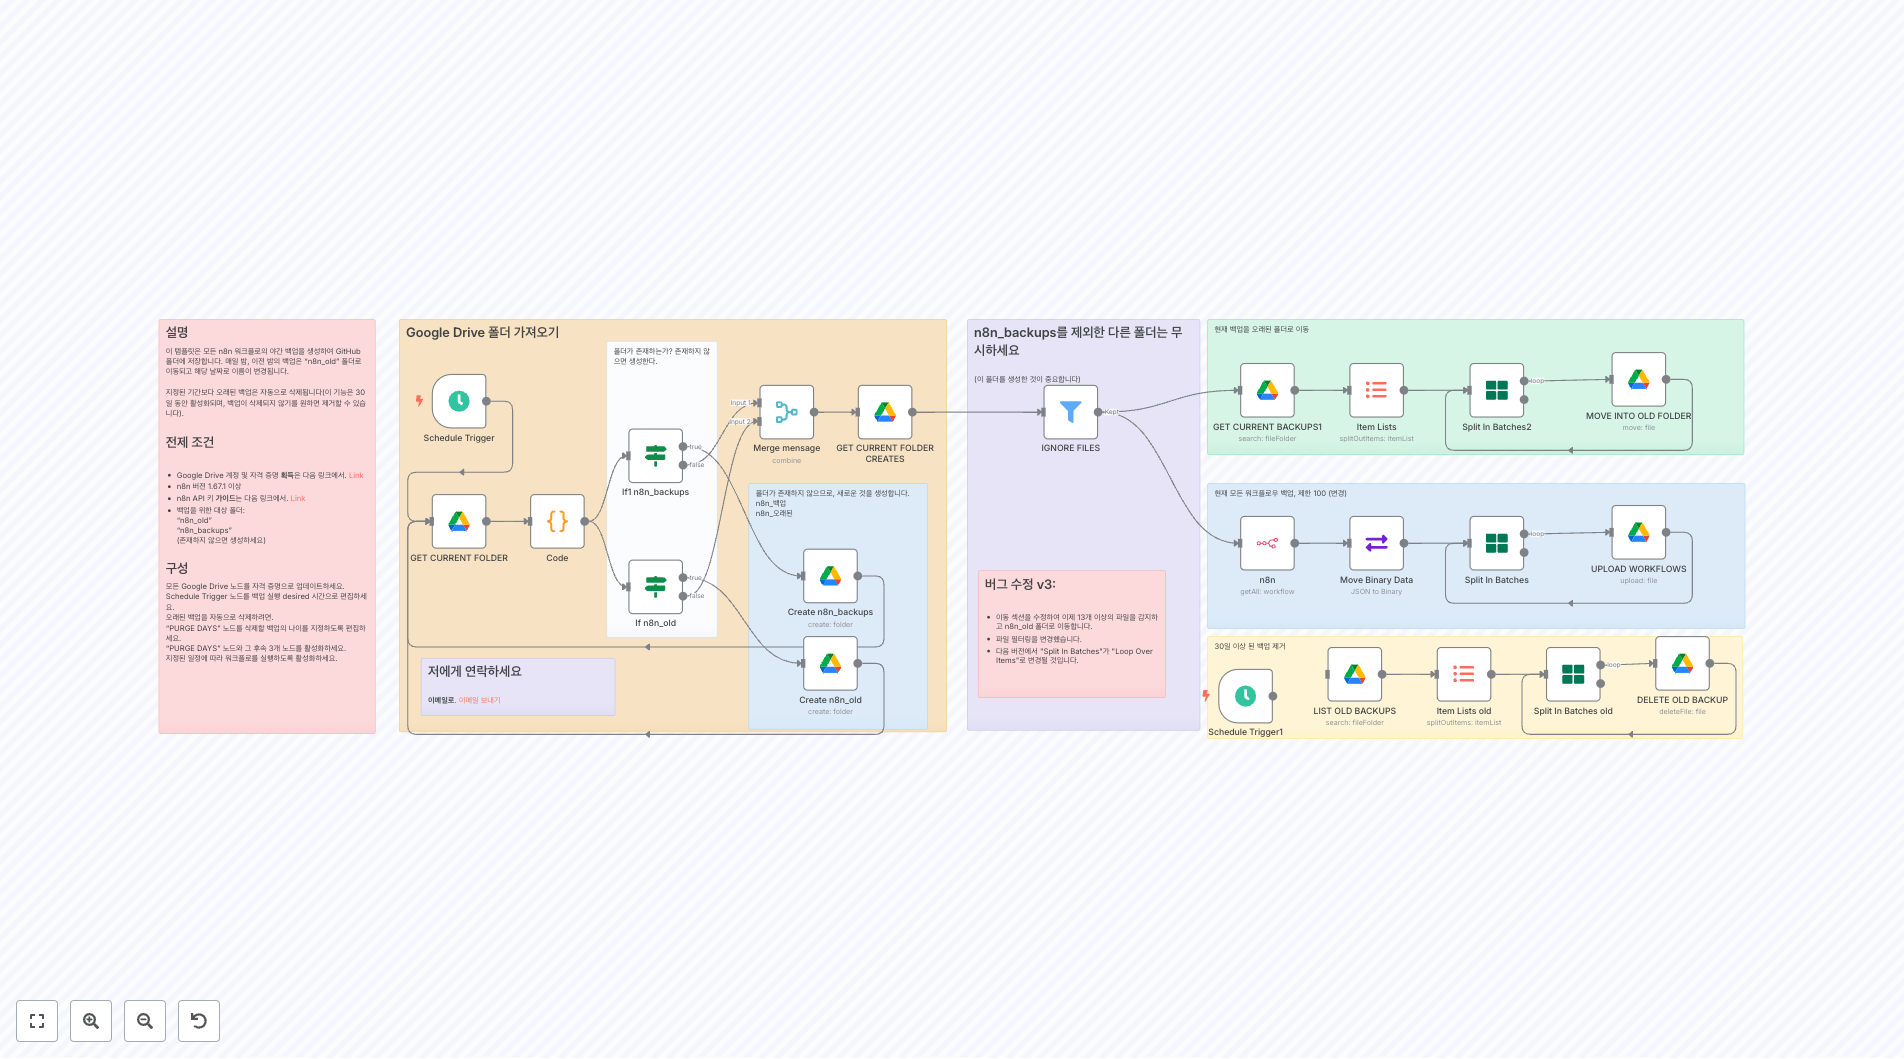 설명
이 템플릿은 모든 n8n 워크플로의 야간 백업을 생성하여 GitHub
폴더에 저장합니다. 매일 밤, 이전 밤의 백업은 "n8n_old" 폴더로
이동되고 해당 날짜로 이름이 변경됩니다.
지정된 기간보다 오래된 백업은 자동으로 삭제됩니다(이 기능은 30
일 동안 활성화되며, 백업이 삭제되지 않기를 원하면 제거할 수 있습
니다).
전제 조건
Google Drive 계정 및 자격 증명 획득은 다음 링크에서. Link
n8n 버전 1.67.1 이상
n8n API 키 가이드는 다음 링크에서. Link
백업을 위한 대상 폴더:
"n8n_old"
"n8n_backups"
(존재하지 않으면 생성하세요)
구성
모든 Google Drive 노드를 자격 증명으로 업데이트하세요.
Schedule Trigger 노드를 백업 실행 desired 시간으로 편집하세
요.
오래된 백업을 자동으로 삭제하려면.
"PURGE DAYS" 노드를 삭제할 백업의 나이를 지정하도록 편집하
세요.
"PURGE DAYS" 노드와 그 후속 3개 노드를 활성화하세요.
지정된 일정에 따라 워크플로를 실행하도록 활성화하세요.
Google Drive 폴더 가져오기
Schedule Trigger
GET CURRENT FOLDER
Code
폴더가 존재하는가? 존재하지 않
으면 생성한다.
true
false
If1 n8n_backups
true
false
If n8n_old
Input 1
Input 2
Merge message
combine
GET CURRENT FOLDER
CREATES
폴더가 존재하지 않으므로, 새로운 것을 생성합니다.
n8n_백업
n8n_오래된
Create n8n_backups
create: folder
Create n8n_old
create: folder
저에게 연락하세요
이메일로. 이메일 보내기
n8n_backups를 제외한 다른 폴더는 무
시하세요
(이 폴더를 생성한 것이 중요합니다)
Kept
IGNORE FILES
버그 수정 v3:
이동 섹션을 수정하여 이제 13개 이상의 파일을 감지하
고 n8n_old 폴더로 이동합니다.
파일 필터링을 변경했습니다.
다음 버전에서 "Split In Batches"가 "Loop Over
Items"로 변경될 것입니다.
현재 백업을 오래된 폴더로 이동
GET CURRENT BACKUPS1
search: fileFolder
Item Lists
splitOutItems: itemList
loop
Split In Batches2
MOVE INTO OLD FOLDER
move: file
현재 모든 워크플로우 백업, 제한 100 (변경)
n8n
getAll: workflow
Move Binary Data
JSON to Binary
loop
Split In Batches
UPLOAD WORKFLOWS
upload: file
30일 이상 된 백업 제거
Schedule Trigger1
LIST OLD BACKUPS
search: fileFolder
Item Lists old
splitOutItems: itemList
loop
Split In Batches old
DELETE OLD BACKUP
deleteFile: file